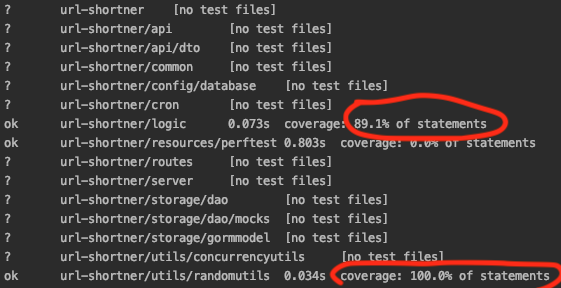 ? url-shortner [no test files]
? url-shortner/api [no test files]
? url-shortner/api/dto [no test files]
? url-shortner/common [no test files]
? url-shortner/config/database [no test files]
? url-shortner/cron [no test files]
ok url-shortner/logic 0.073s coverage: 89.1% of statements
ok url-shortner/resources/perftest 0.803s coverage: 0.0% of statements
? url-shortner/routes [no test files]
? url-shortner/server [no test files]
? url-shortner/storage/dao [no test files]
? url-shortner/storage/dao/mocks [no test files]
? url-shortner/storage/gormmodel [no test files]
? url-shortner/utils/concurrencyutils [no test files]
ok url-shortner/utils/randomutils 0.034s coverage: 100.0% of statements